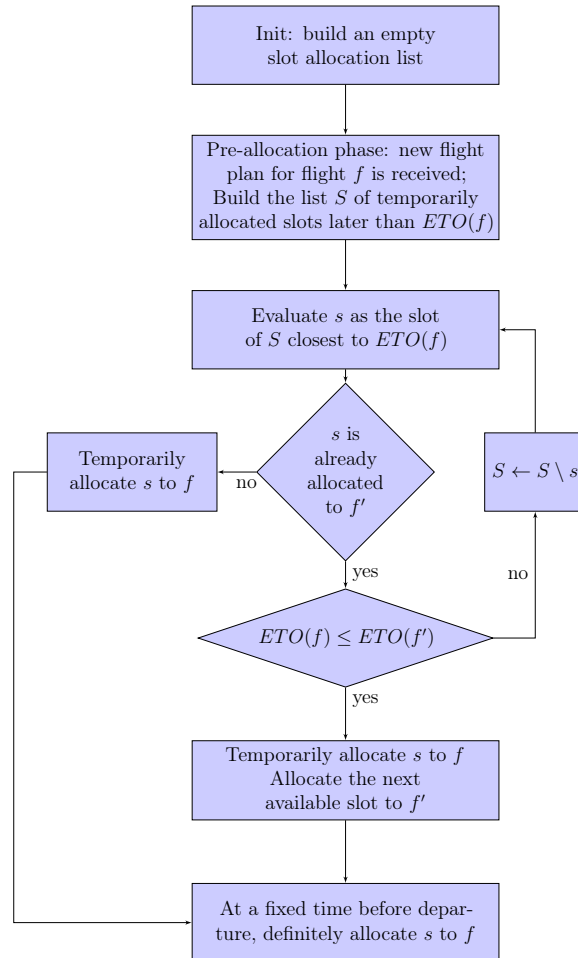 Init: build an empty
slot allocation list
Pre-allocation phase: new flight
plan for flight f is received;
Build the list S of temporarily
allocated slots later than ETO(f)
Evaluate s as the slot
of S closest to ETO(f)
s is
already
allocated
to f′
no
Temporarily
allocate s to f
S ← S \ s
yes
no
ETO(f) ≤ ETO(f′)
yes
Temporarily allocate s to f
Allocate the next
available slot to f′
At a fixed time before depar-
ture, definitely allocate s to f